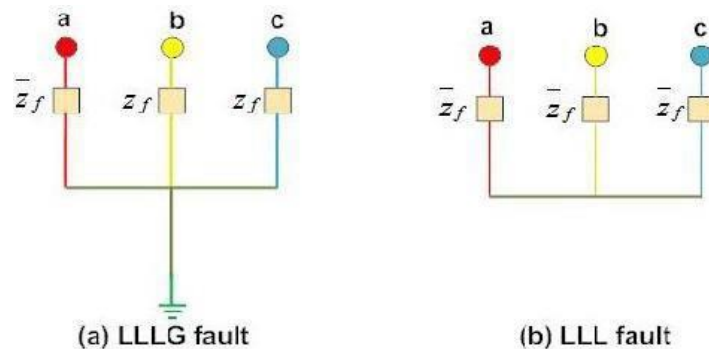 a b c
z̄f zf zf
(a) LLLG fault
a b c
z̄f z̄f z̄f
(b) LLL fault